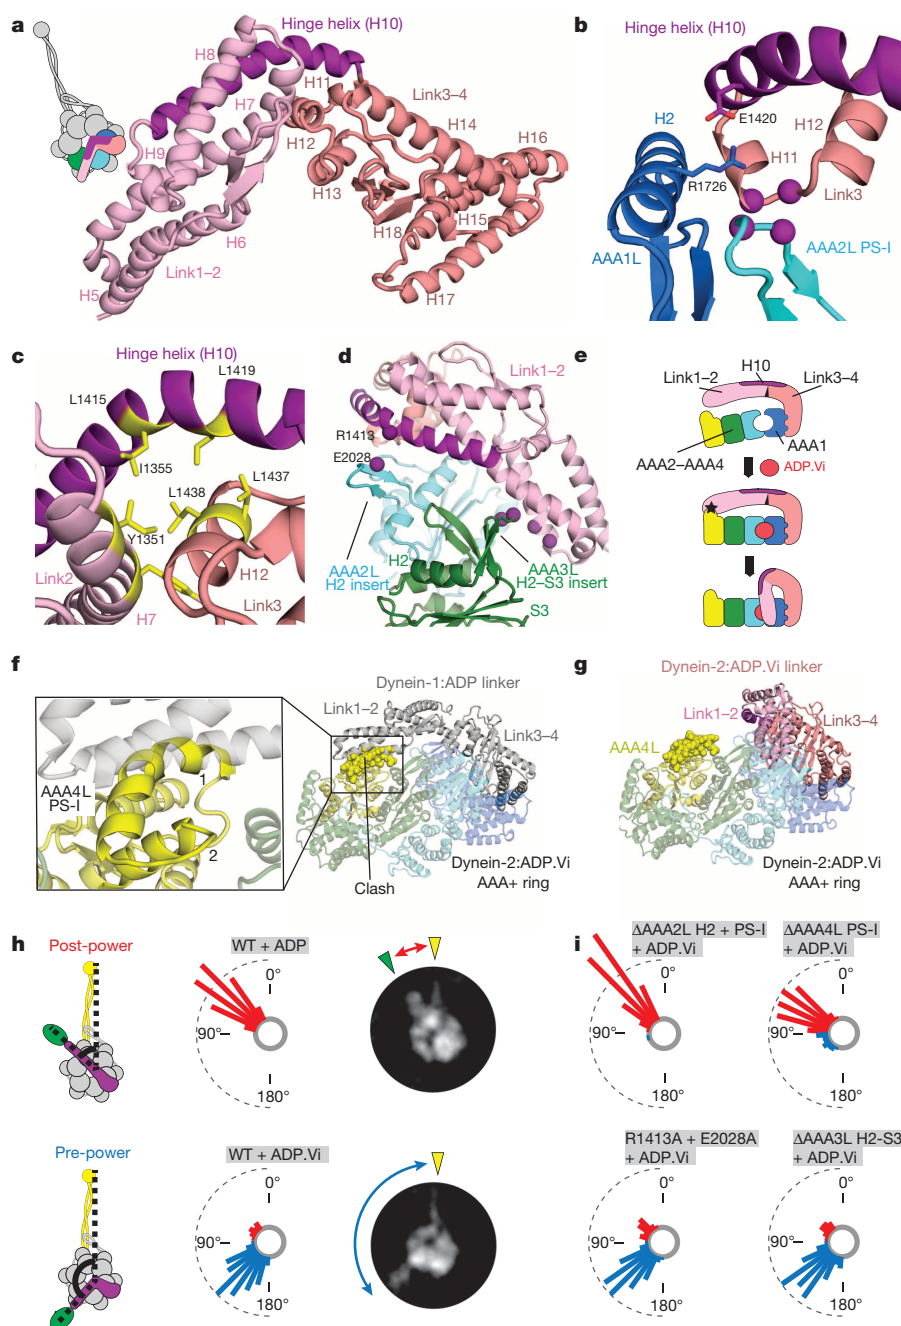 a
Hinge helix (H10)
H8
H11
Link3–4
H7
H14
H16
H12
H9
H13
H15
H18
H6
Link1–2
H17
H5
b
Hinge helix (H10)
H2
E1420
H12
H11
R1726
Link3
AAA1L
AAA2L PS-I
c
Hinge helix (H10)
L1419
L1415
I1355
L1437
L1438
Y1351
Link2
H12
Link3
H7
d
Link1–2
R1413
E2028
H2
AAA2L
H2 insert
AAA3L
H2–S3 insert
S3
e
H10
Link1–2
Link3–4
AAA1
AAA2–AAA4
ADP.Vi
f
Dynein-1:ADP linker
Link1–2
Link3–4
AAA4L
PS-I
1
2
Clash
Dynein-2:ADP.Vi
AAA+ ring
g
Dynein-2:ADP.Vi linker
Link1–2
Link3–4
AAA4L
Dynein-2:ADP.Vi
AAA+ ring
h
Post-power
WT + ADP
0°
90°
180°
Pre-power
WT + ADP.Vi
0°
90°
180°
i
ΔAAA2L H2 + PS-I
+ ADP.Vi
0°
90°
180°
ΔAAA4L PS-I
+ ADP.Vi
0°
90°
180°
R1413A + E2028A
+ ADP.Vi
0°
90°
180°
ΔAAA3L H2-S3
+ ADP.Vi
0°
90°
180°